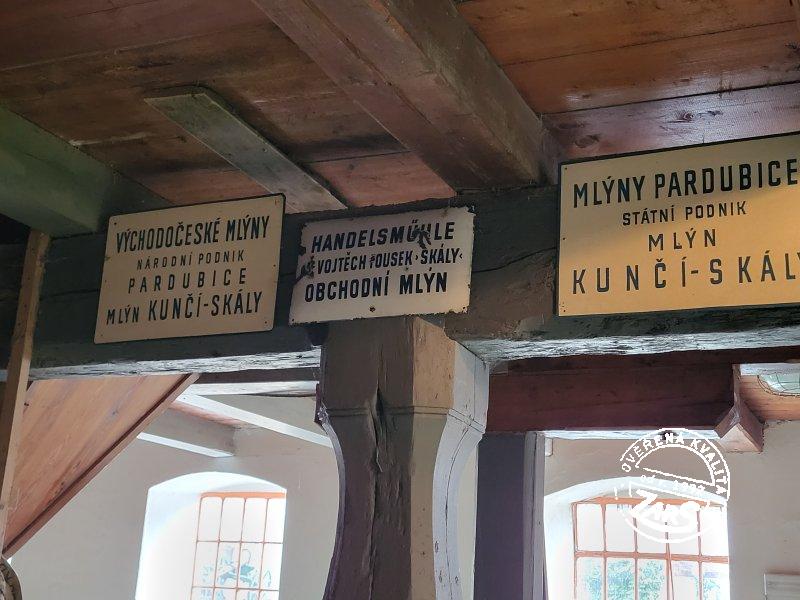 VÝCHODOČESKÉ MLÝNY
NÁRODNÍ PODNIK
PARDUBICE
MLÝN KUNČÍ-SKÁLY
HANDELSMÜHLE
VOJTĚCH ŘOUSEK ›SKÁLY‹
OBCHODNÍ MLÝN
MLÝNY PARDUBICE
STÁTNÍ PODNIK
MLÝN
KUNČÍ-SKÁLY
OVĚŘENÁ KVALITA